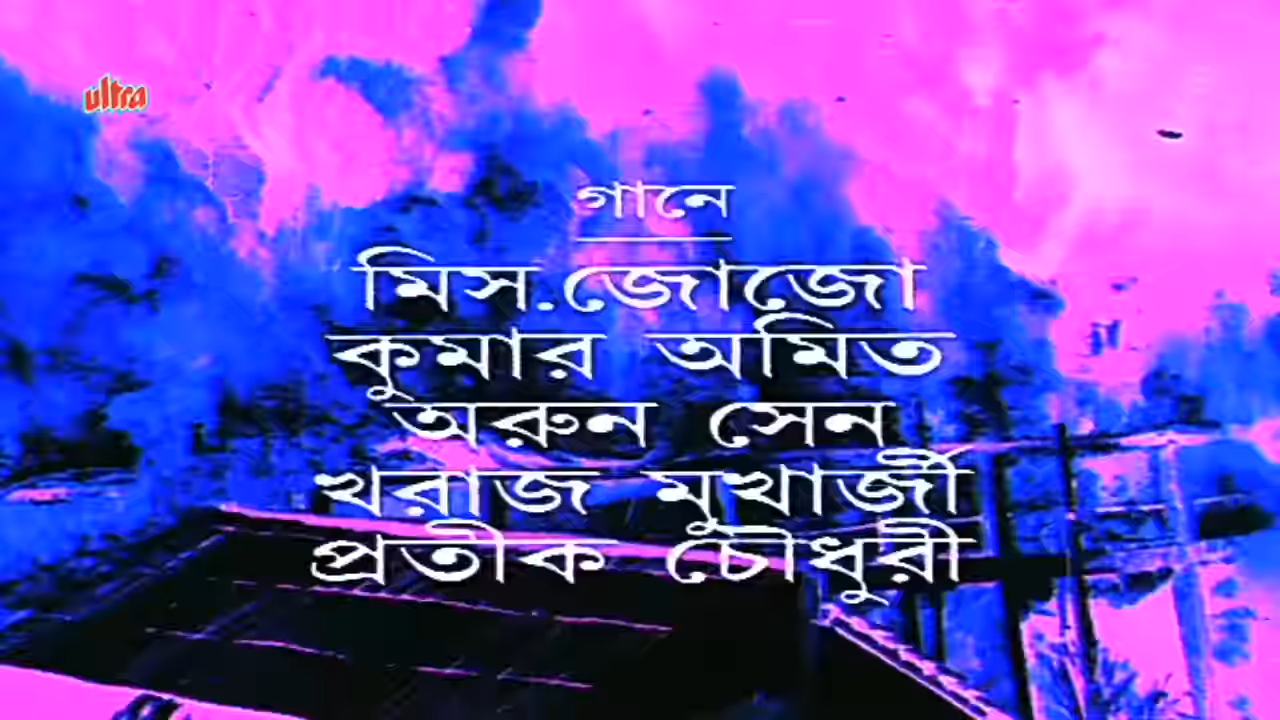 ultra
গানে
মিস.জোজো
কুমার অমিত
অরুন সেন
খরাজ মুখার্জী
প্রতীক চৌধুরী